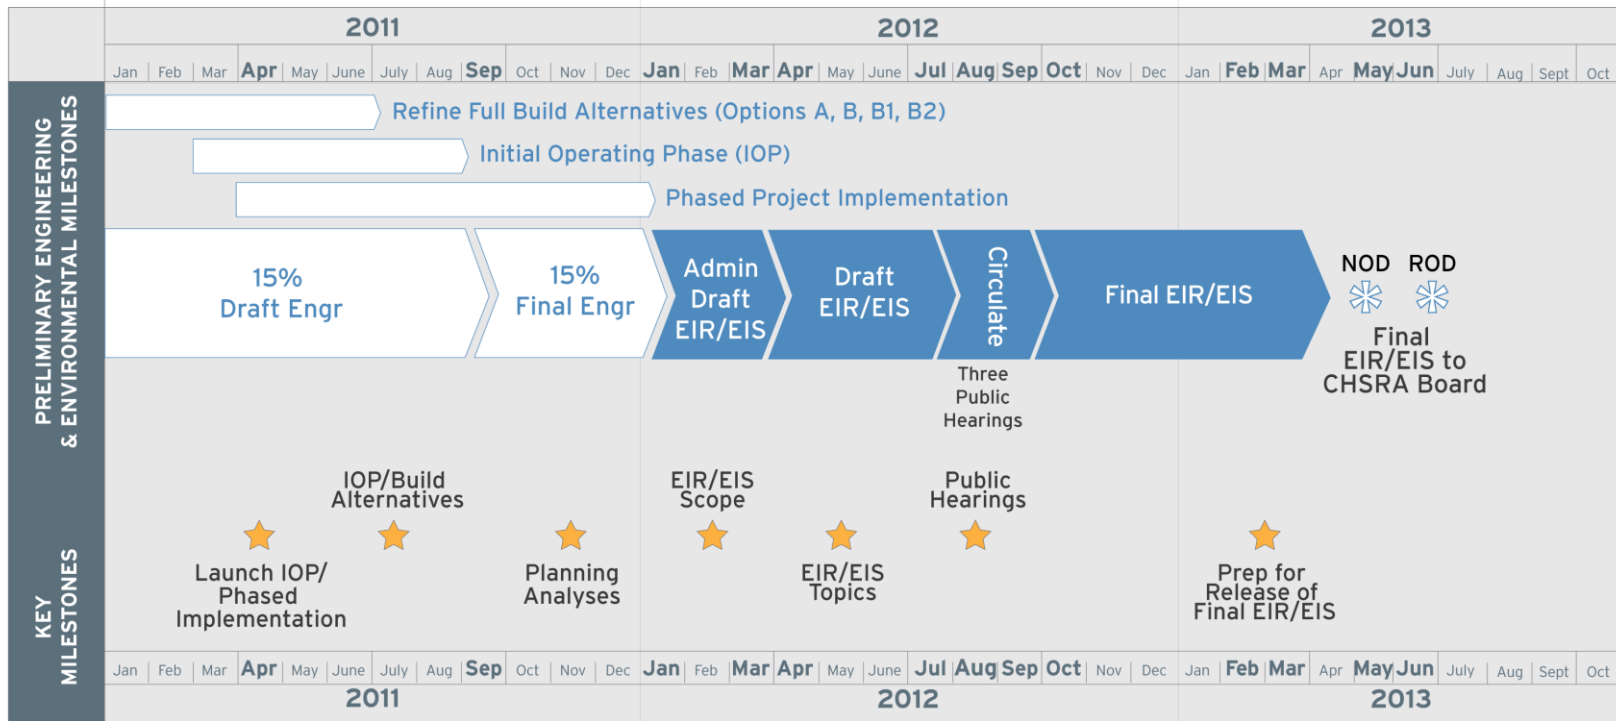 2011 2012 2013
Jan Feb Mar Apr May June July Aug Sep Oct Nov Dec Jan Feb Mar Apr May June Jul Aug Sep Oct Nov Dec Jan Feb Mar Apr May Jun July Aug Sept Oct
PRELIMINARY ENGINEERING
& ENVIRONMENTAL MILESTONES
Refine Full Build Alternatives (Options A, B, B1, B2)
Initial Operating Phase (IOP)
Phased Project Implementation
15%
Draft Engr
15%
Final Engr
Admin
Draft
EIR/EIS
Draft
EIR/EIS
Circulate
Final EIR/EIS
NOD ROD
Final
EIR/EIS to
CHSRA Board
Three
Public
Hearings
KEY
MILESTONES
Launch IOP/
Phased
Implementation
IOP/Build
Alternatives
Planning
Analyses
EIR/EIS
Scope
EIR/EIS
Topics
Public
Hearings
Prep for
Release of
Final EIR/EIS
Jan Feb Mar Apr May June July Aug Sep Oct Nov Dec Jan Feb Mar Apr May June Jul Aug Sep Oct Nov Dec Jan Feb Mar Apr May Jun July Aug Sept Oct
2011 2012 2013